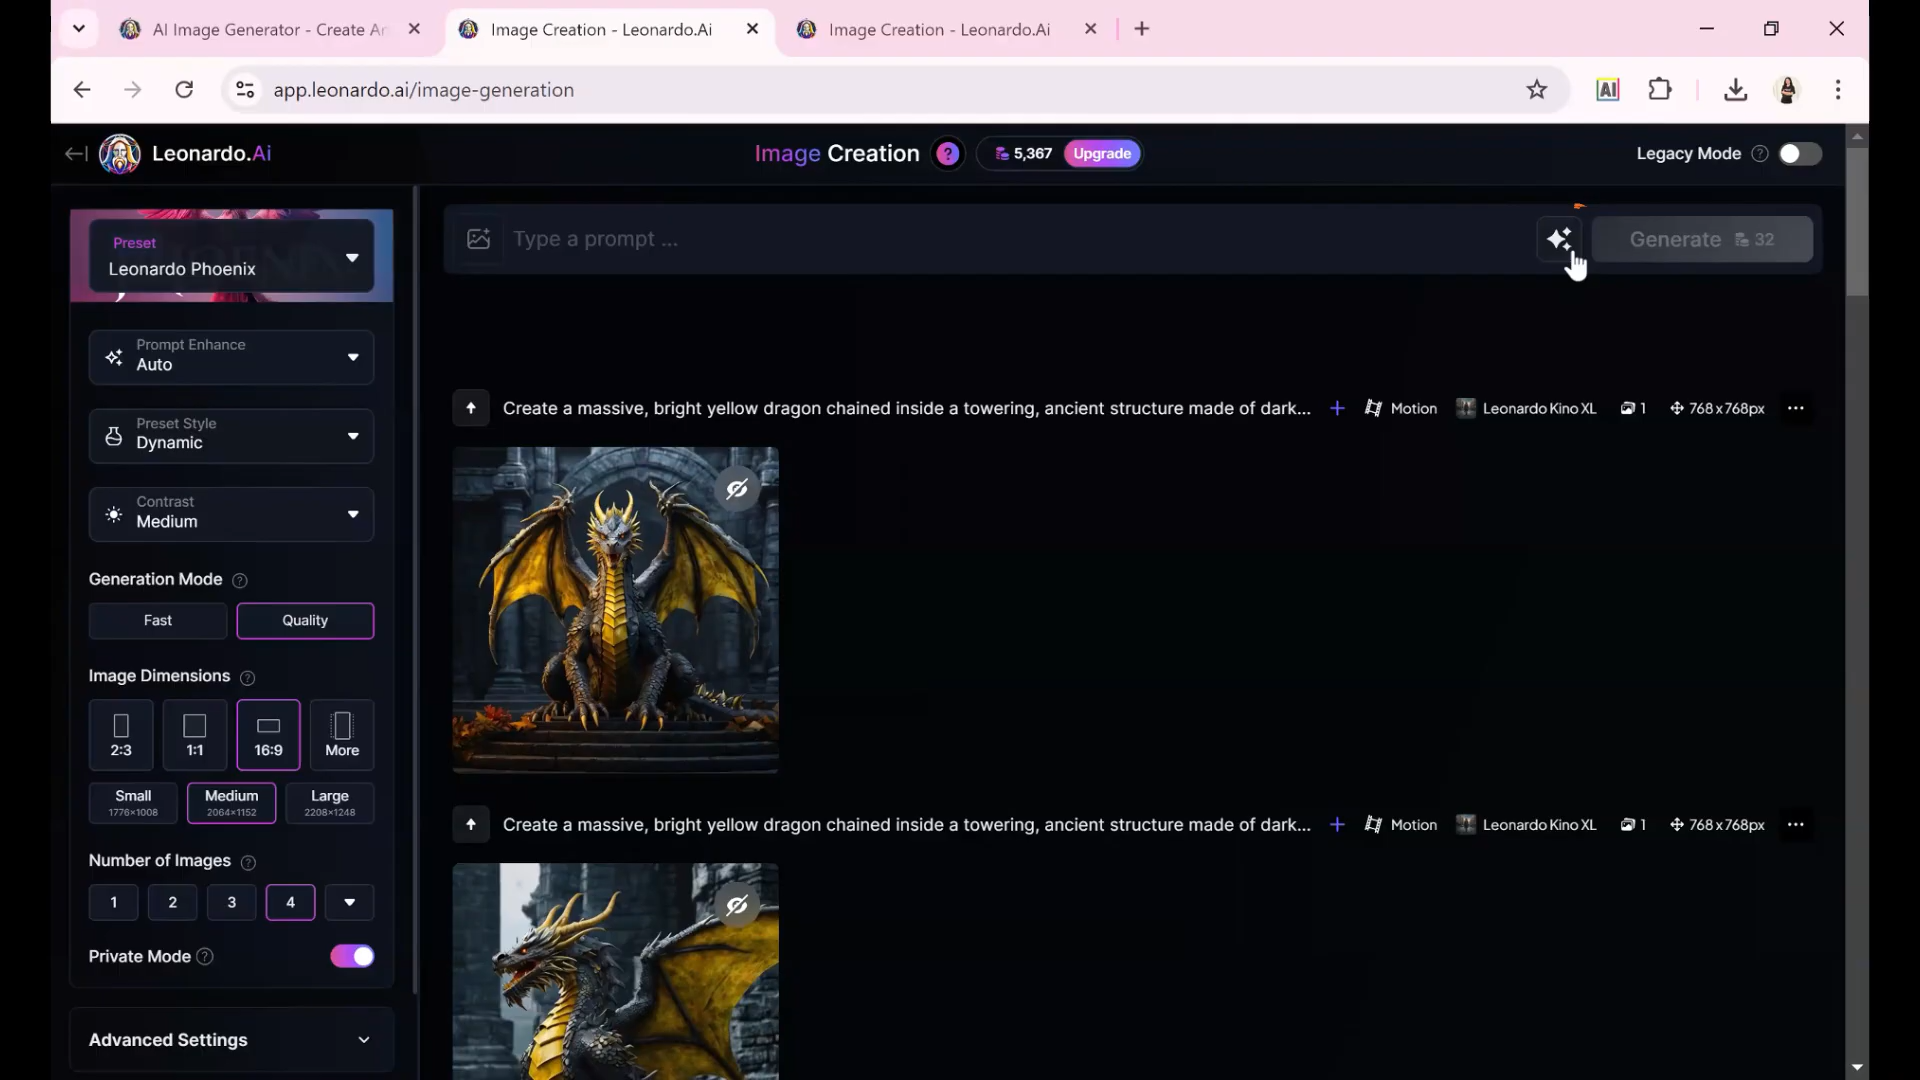 AI Image Generator - Create Ar
Image Creation - Leonardo.Ai
Image Creation - Leonardo.Ai
app.leonardo.ai/image-generation
AI
Leonardo.Ai
Image Creation ? 5,367 Upgrade
Legacy Mode ?
Preset
Leonardo Phoenix
Type a prompt ...
Generate 32
Prompt Enhance
Auto
Preset Style
Dynamic
Contrast
Medium
Generation Mode ?
Fast Quality
Image Dimensions ?
2:3 1:1 16:9 More
Small Medium Large
1776×1008 2064×1152 2208×1248
Number of Images ?
1 2 3 4
Private Mode ?
Advanced Settings
Create a massive, bright yellow dragon chained inside a towering, ancient structure made of dark... + Motion Leonardo Kino XL 1 768 x 768px ...
Create a massive, bright yellow dragon chained inside a towering, ancient structure made of dark... + Motion Leonardo Kino XL 1 768 x 768px ...